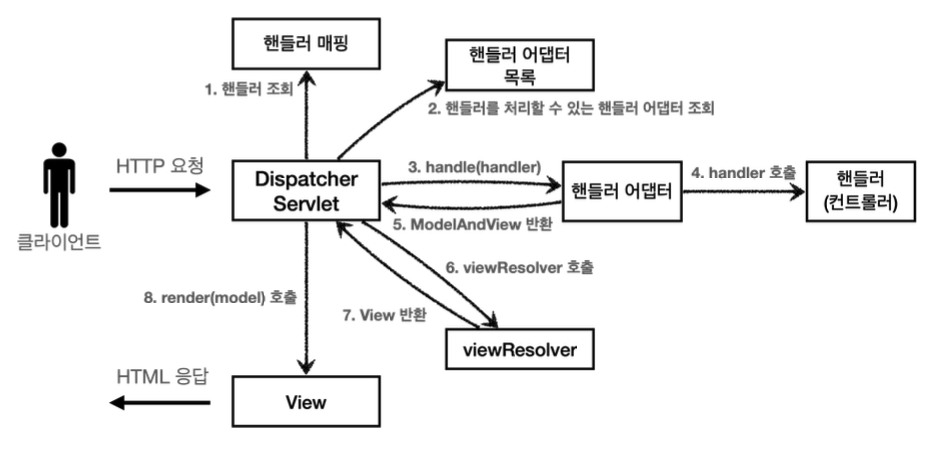 핸들러 매핑
핸들러 어댑터
목록
1. 핸들러 조회
2. 핸들러를 처리할 수 있는 핸들러 어댑터 조회
HTTP 요청
클라이언트
Dispatcher
Servlet
3. handle(handler)
핸들러 어댑터
4. handler 호출
핸들러
(컨트롤러)
5. ModelAndView 반환
6. viewResolver 호출
7. View 반환
8. render(model) 호출
viewResolver
HTML 응답
View